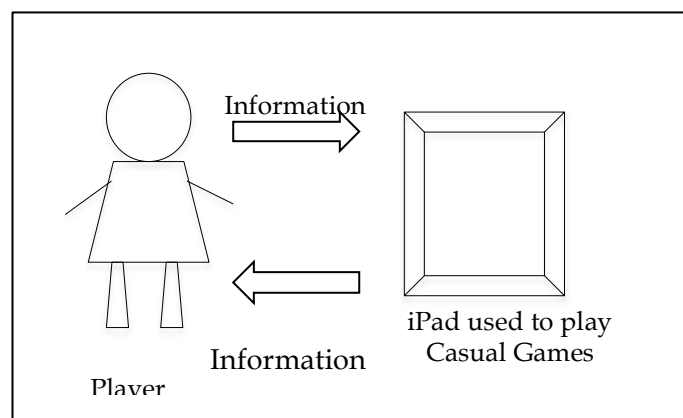 Information
iPad used to play
Casual Games
Information
Player